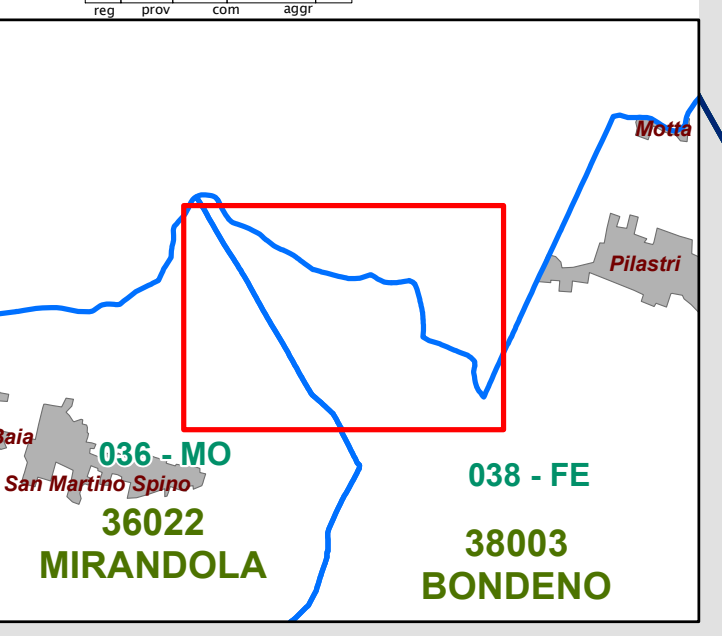 reg prov com aggr
Motta
Pilastri
Baia
036 - MO
San Martino Spino
038 - FE
36022
MIRANDOLA
38003
BONDENO